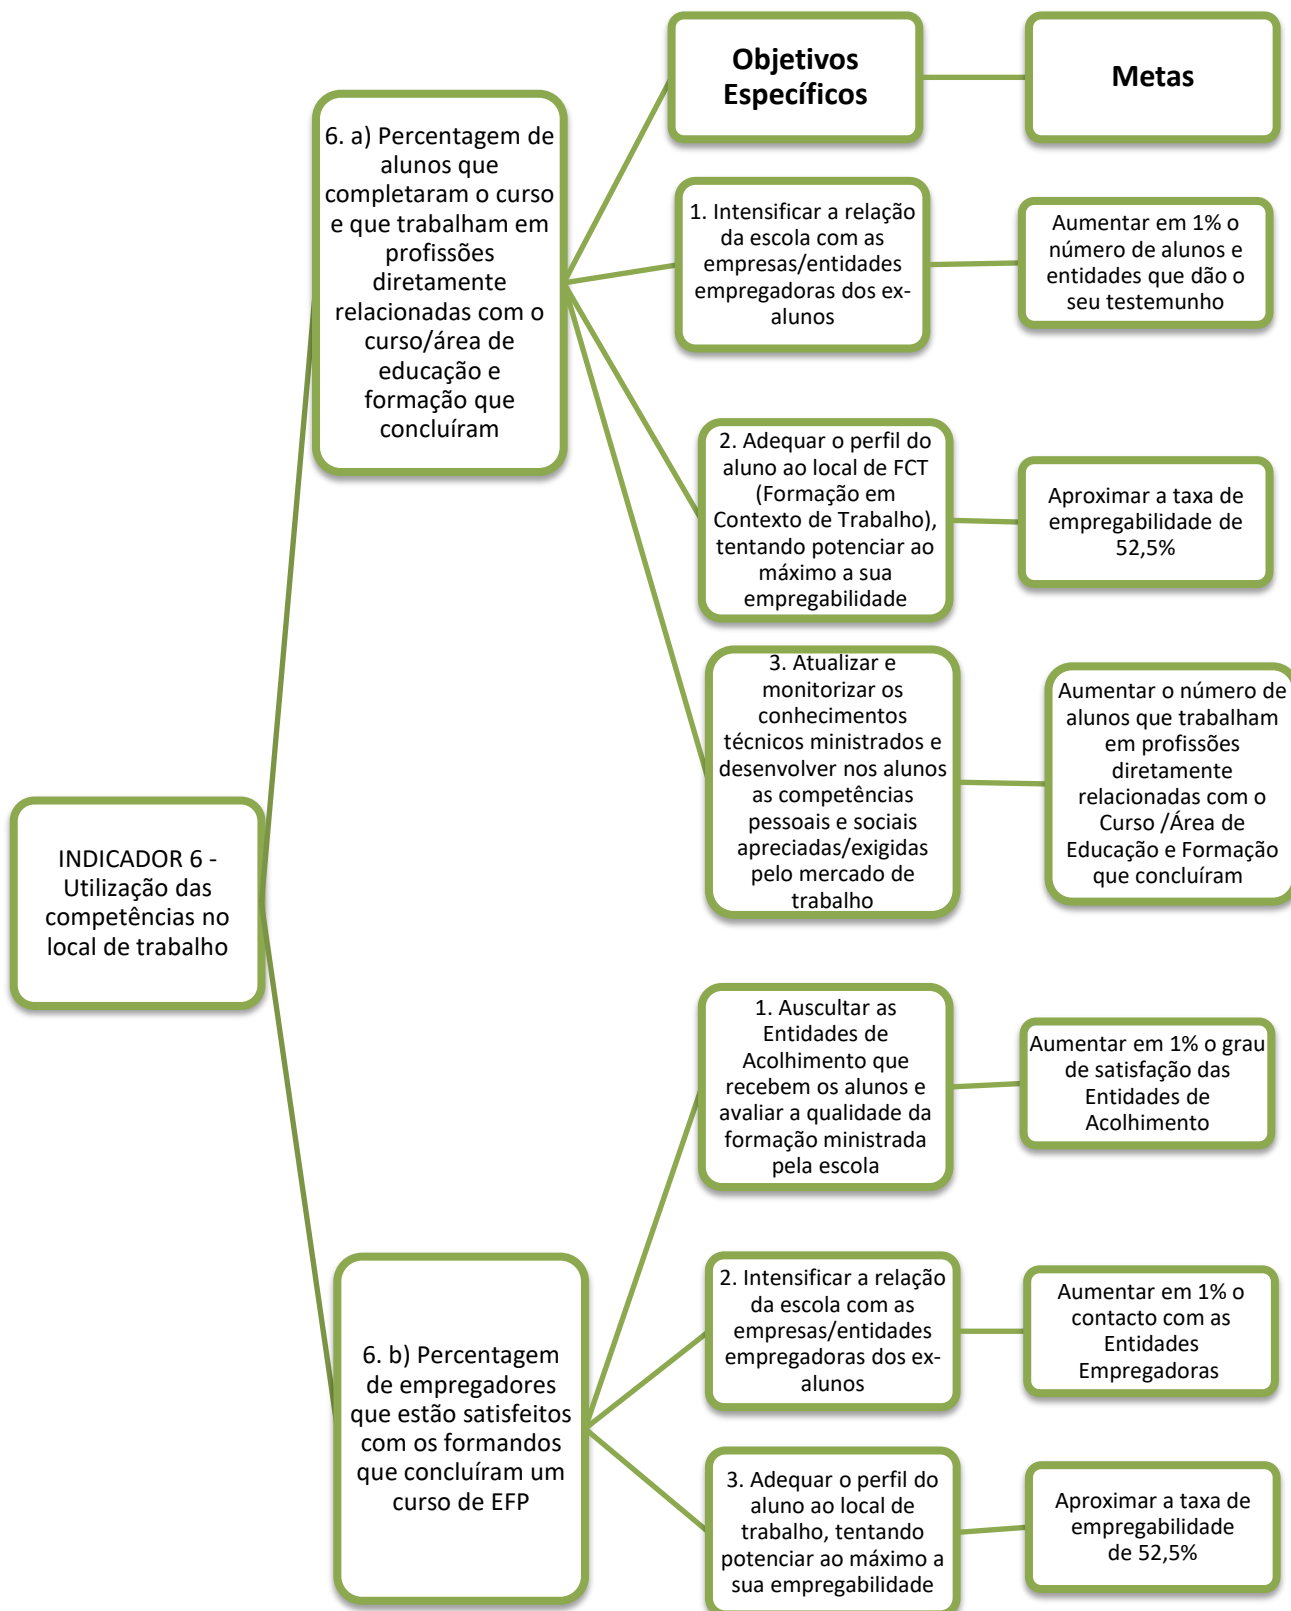 Objetivos
Específicos
Metas
6. a) Percentagem de
alunos que
completaram o curso
e que trabalham em
profissões
diretamente
relacionadas com o
curso/área de
educação e
formação que
concluíram
1. Intensificar a relação
da escola com as
empresas/entidades
empregadoras dos ex-
alunos
Aumentar em 1% o
número de alunos e
entidades que dão o
seu testemunho
2. Adequar o perfil do
aluno ao local de FCT
(Formação em
Contexto de Trabalho),
tentando potenciar ao
máximo a sua
empregabilidade
Aproximar a taxa de
empregabilidade de
52,5%
3. Atualizar e
monitorizar os
conhecimentos
técnicos ministrados e
desenvolver nos alunos
as competências
pessoais e sociais
apreciadas/exigidas
pelo mercado de
trabalho
Aumentar o número de
alunos que trabalham
em profissões
diretamente
relacionadas com o
Curso /Área de
Educação e Formação
que concluíram
INDICADOR 6 -
Utilização das
competências no
local de trabalho
1. Auscultar as
Entidades de
Acolhimento que
recebem os alunos e
avaliar a qualidade da
formação ministrada
pela escola
Aumentar em 1% o grau
de satisfação das
Entidades de
Acolhimento
6. b) Percentagem
de empregadores
que estão satisfeitos
com os formandos
que concluíram um
curso de EFP
2. Intensificar a relação
da escola com as
empresas/entidades
empregadoras dos ex-
alunos
Aumentar em 1% o
contacto com as
Entidades
Empregadoras
3. Adequar o perfil do
aluno ao local de
trabalho, tentando
potenciar ao máximo a
sua empregabilidade
Aproximar a taxa de
empregabilidade
de 52,5%